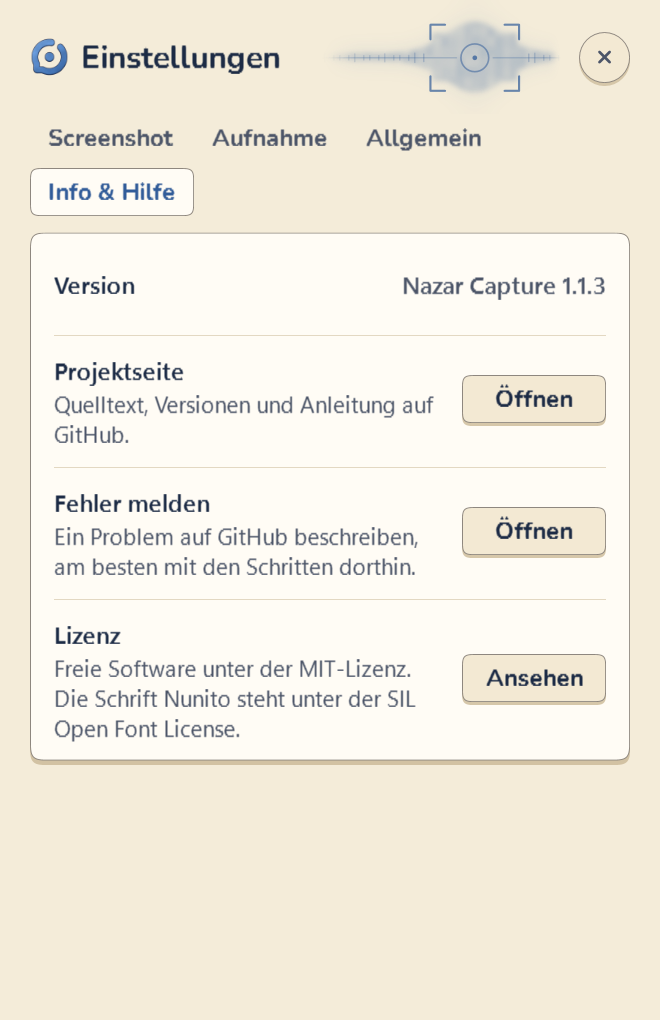 Einstellungen
Screenshot Aufnahme Allgemein
Info & Hilfe
Version Nazar Capture 1.1.3
Projektseite
Quelltext, Versionen und Anleitung auf
GitHub.
Öffnen
Fehler melden
Ein Problem auf GitHub beschreiben,
am besten mit den Schritten dorthin.
Öffnen
Lizenz
Freie Software unter der MIT-Lizenz.
Die Schrift Nunito steht unter der SIL
Open Font License.
Ansehen